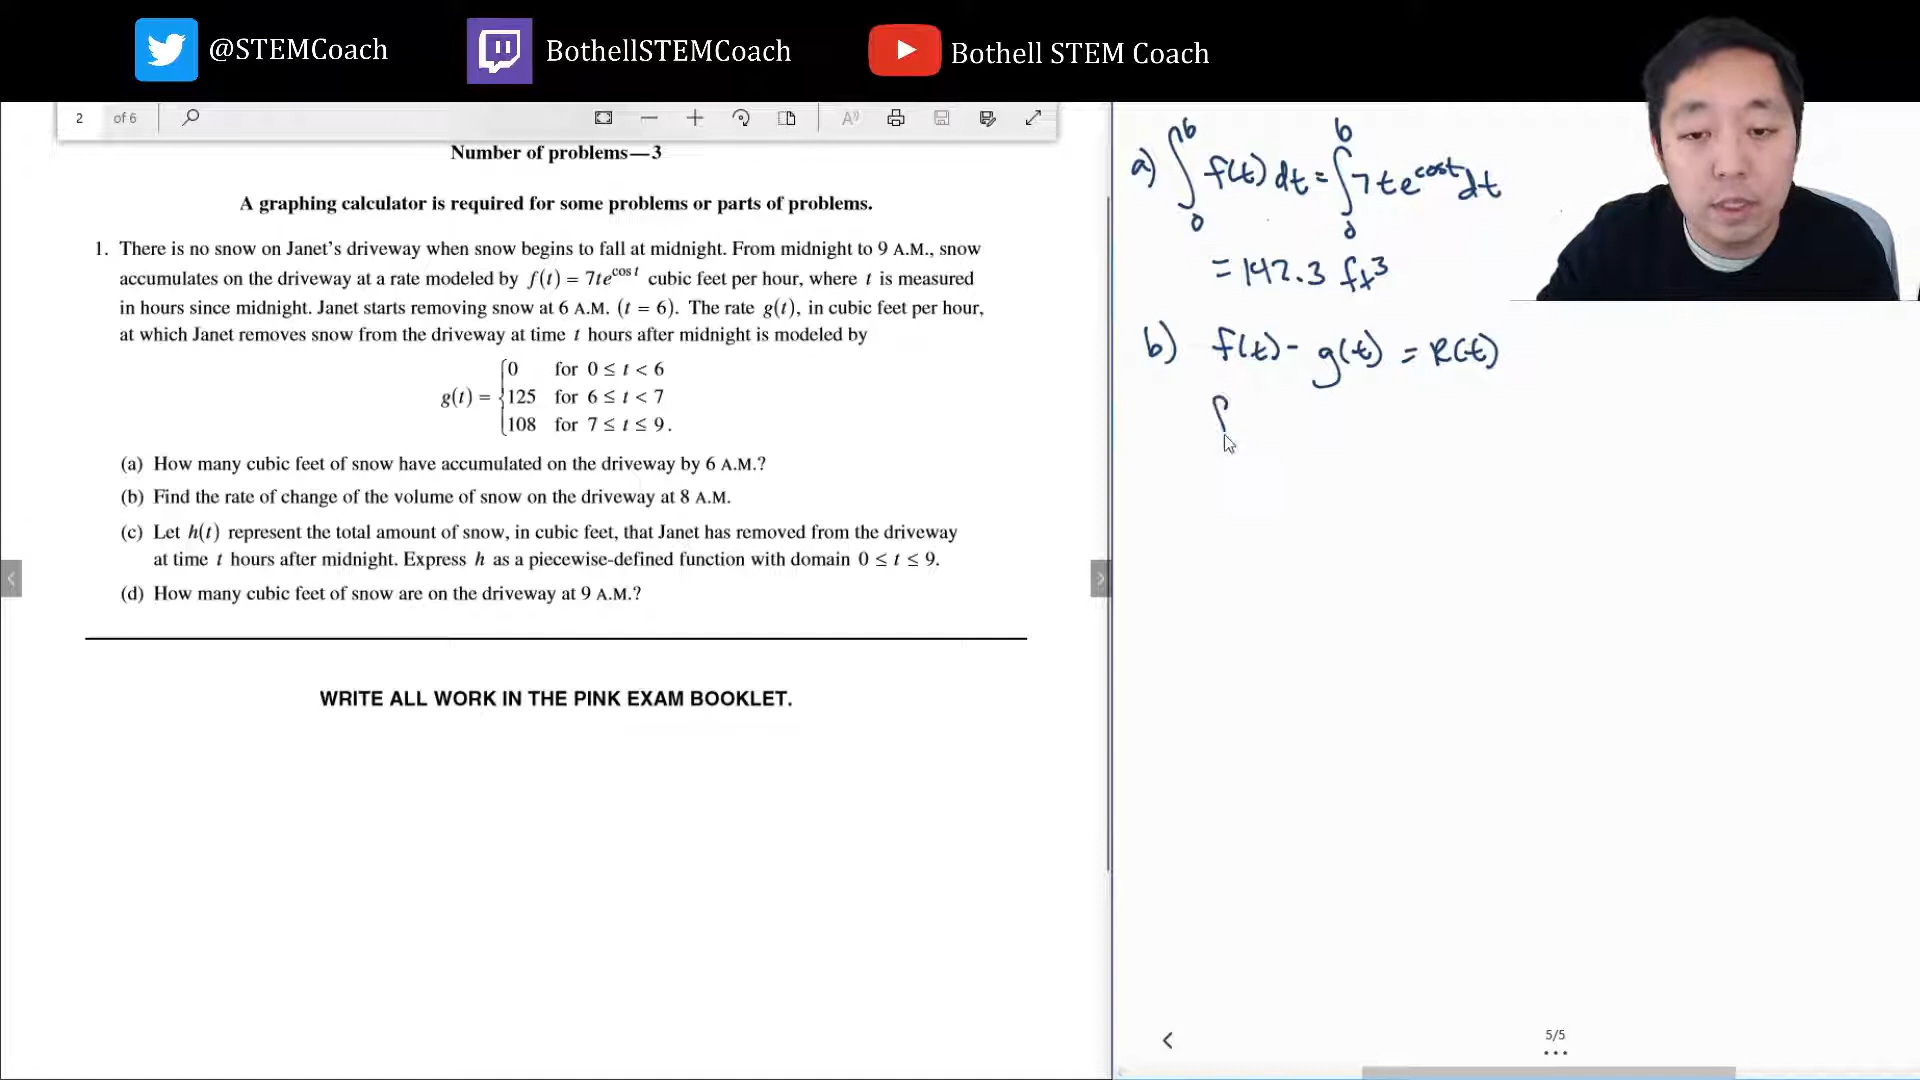 @STEMCoach BothellSTEMCoach Bothell STEM Coach
2 of 6
Number of problems—3
A graphing calculator is required for some problems or parts of problems.
1. There is no snow on Janet's driveway when snow begins to fall at midnight. From midnight to 9 A.M., snow
accumulates on the driveway at a rate modeled by f(t) = 7te^cos t cubic feet per hour, where t is measured
in hours since midnight. Janet starts removing snow at 6 A.M. (t = 6). The rate g(t), in cubic feet per hour,
at which Janet removes snow from the driveway at time t hours after midnight is modeled by
0 for 0 ≤ t < 6
g(t) = { 125 for 6 ≤ t < 7
108 for 7 ≤ t ≤ 9.
(a) How many cubic feet of snow have accumulated on the driveway by 6 A.M.?
(b) Find the rate of change of the volume of snow on the driveway at 8 A.M.
(c) Let h(t) represent the total amount of snow, in cubic feet, that Janet has removed from the driveway
at time t hours after midnight. Express h as a piecewise-defined function with domain 0 ≤ t ≤ 9.
(d) How many cubic feet of snow are on the driveway at 9 A.M.?
WRITE ALL WORK IN THE PINK EXAM BOOKLET.
a) ∫₀⁶ f(t) dt = ∫₀⁶ 7te^cost dt
= 142.3 ft³
b) f(t) - g(t) = R(t)
5/5